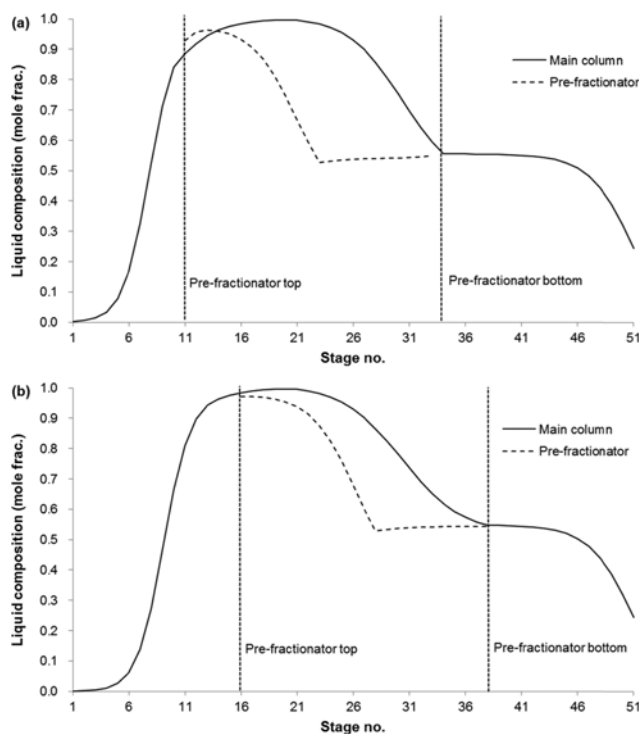 (a)
1.0
0.9
0.8
0.7
0.6
0.5
0.4
0.3
0.2
0.1
0.0
Liquid composition (mole frac.)
Main column
Pre-fractionator
Pre-fractionator top
Pre-fractionator bottom
1 6 11 16 21 26 31 36 41 46 51
Stage no.
(b)
1.0
0.9
0.8
0.7
0.6
0.5
0.4
0.3
0.2
0.1
0.0
Liquid composition (mole frac.)
Main column
Pre-fractionator
Pre-fractionator top
Pre-fractionator bottom
1 6 11 16 21 26 31 36 41 46 51
Stage no.